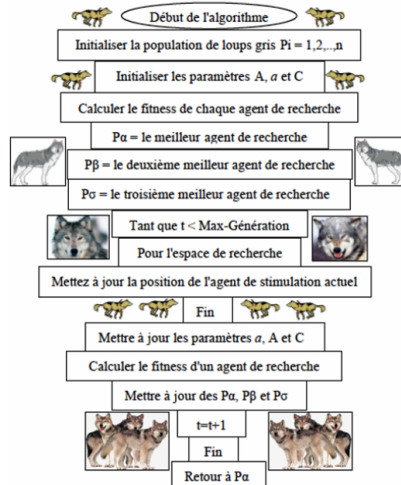 Début de l'algorithme
Initialiser la population de loups gris Pi = 1,2,..,n
Initialiser les paramètres A, a et C
Calculer le fitness de chaque agent de recherche
Pα = le meilleur agent de recherche
Pβ = le deuxième meilleur agent de recherche
Pσ = le troisième meilleur agent de recherche
Tant que t < Max-Génération
Pour l'espace de recherche
Mettez à jour la position de l'agent de stimulation actuel
Fin
Mettre à jour les paramètres a, A et C
Calculer le fitness d'un agent de recherche
Mettre à jour des Pα, Pβ et Pσ
t=t+1
Fin
Retour à Pα